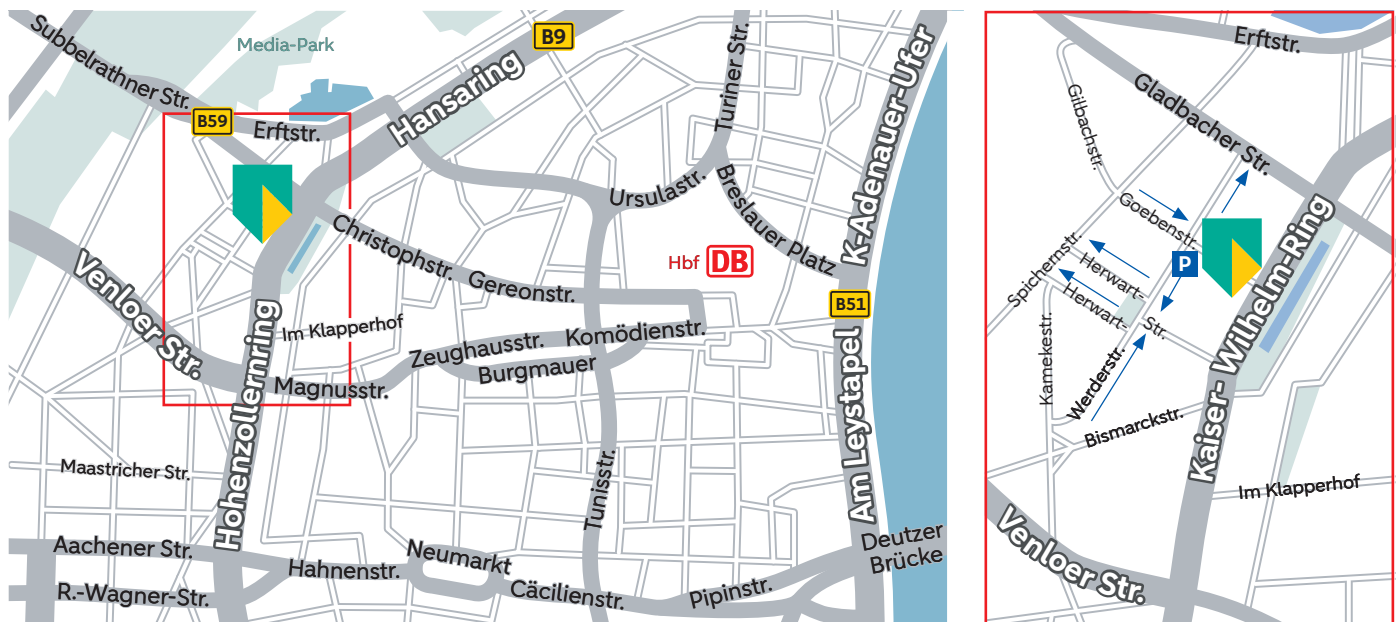 Subbelrathner Str.
Media-Park
B9
Hansaring
B59
Erftstr.
Turiner Str.
K-Adenauer-Ufer
Ursulastr.
Breslauer Platz
Christophstr.
Gereonstr.
Hbf DB
B51
Venloer Str.
Im Klapperhof
Zeughausstr.
Komödienstr.
Burgmauer
Magnusstr.
Hohenzollernring
Am Leystapel
Maastricher Str.
Tunisstr.
Aachener Str.
Hahnenstr.
Neumarkt
Cäcilienstr.
Pipinstr.
Deutzer
Brücke
R.-Wagner-Str.
Erftstr.
Gladbacher Str.
Gilbachstr.
Goebenstr.
Spichernstr.
Herwart-
Herwart-
Str.
P
Kaiser-Wilhelm-Ring
Kamekestr.
Werderstr.
Bismarckstr.
Im Klapperhof
Venloer Str.